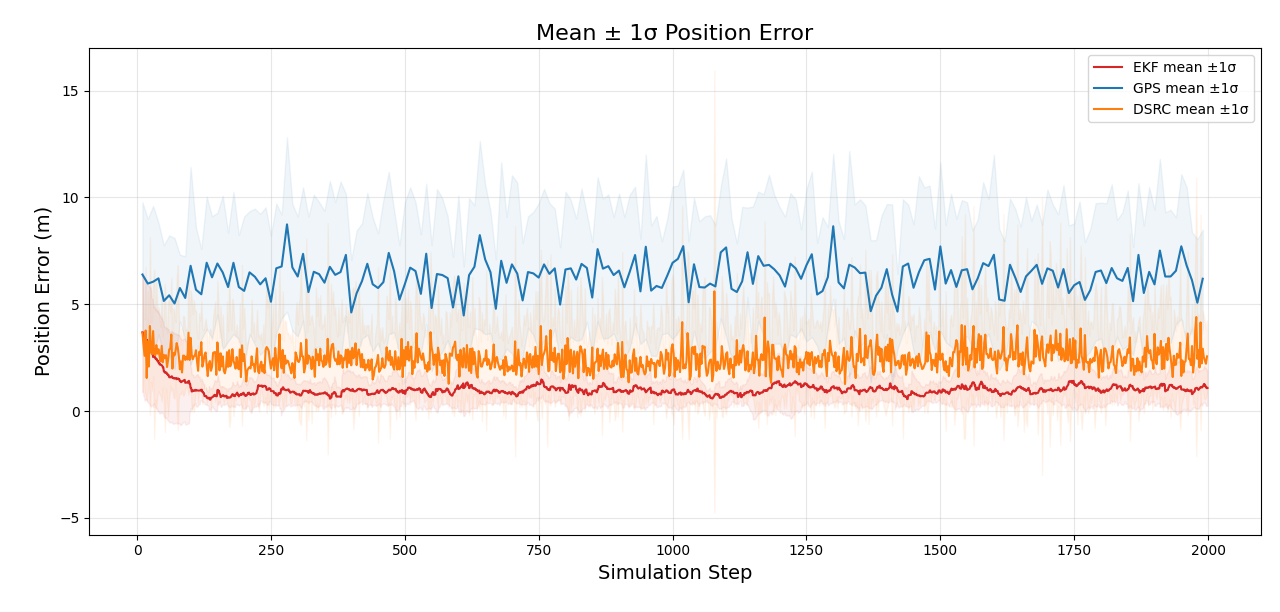 Mean ± 1σ Position Error
EKF mean ±1σ
GPS mean ±1σ
DSRC mean ±1σ
Position Error (m)
15
10
5
0
−5
0 250 500 750 1000 1250 1500 1750 2000
Simulation Step